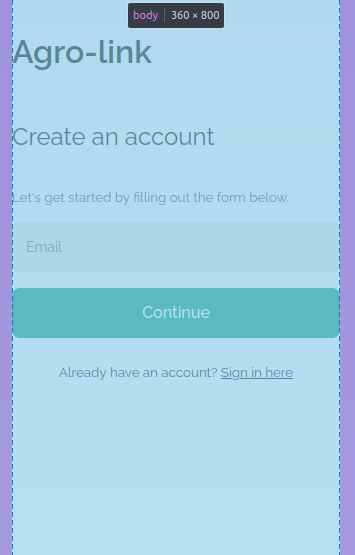 body 360 × 800
Agro-link
Create an account
Let's get started by filling out the form below.
Email
Continue
Already have an account? Sign in here